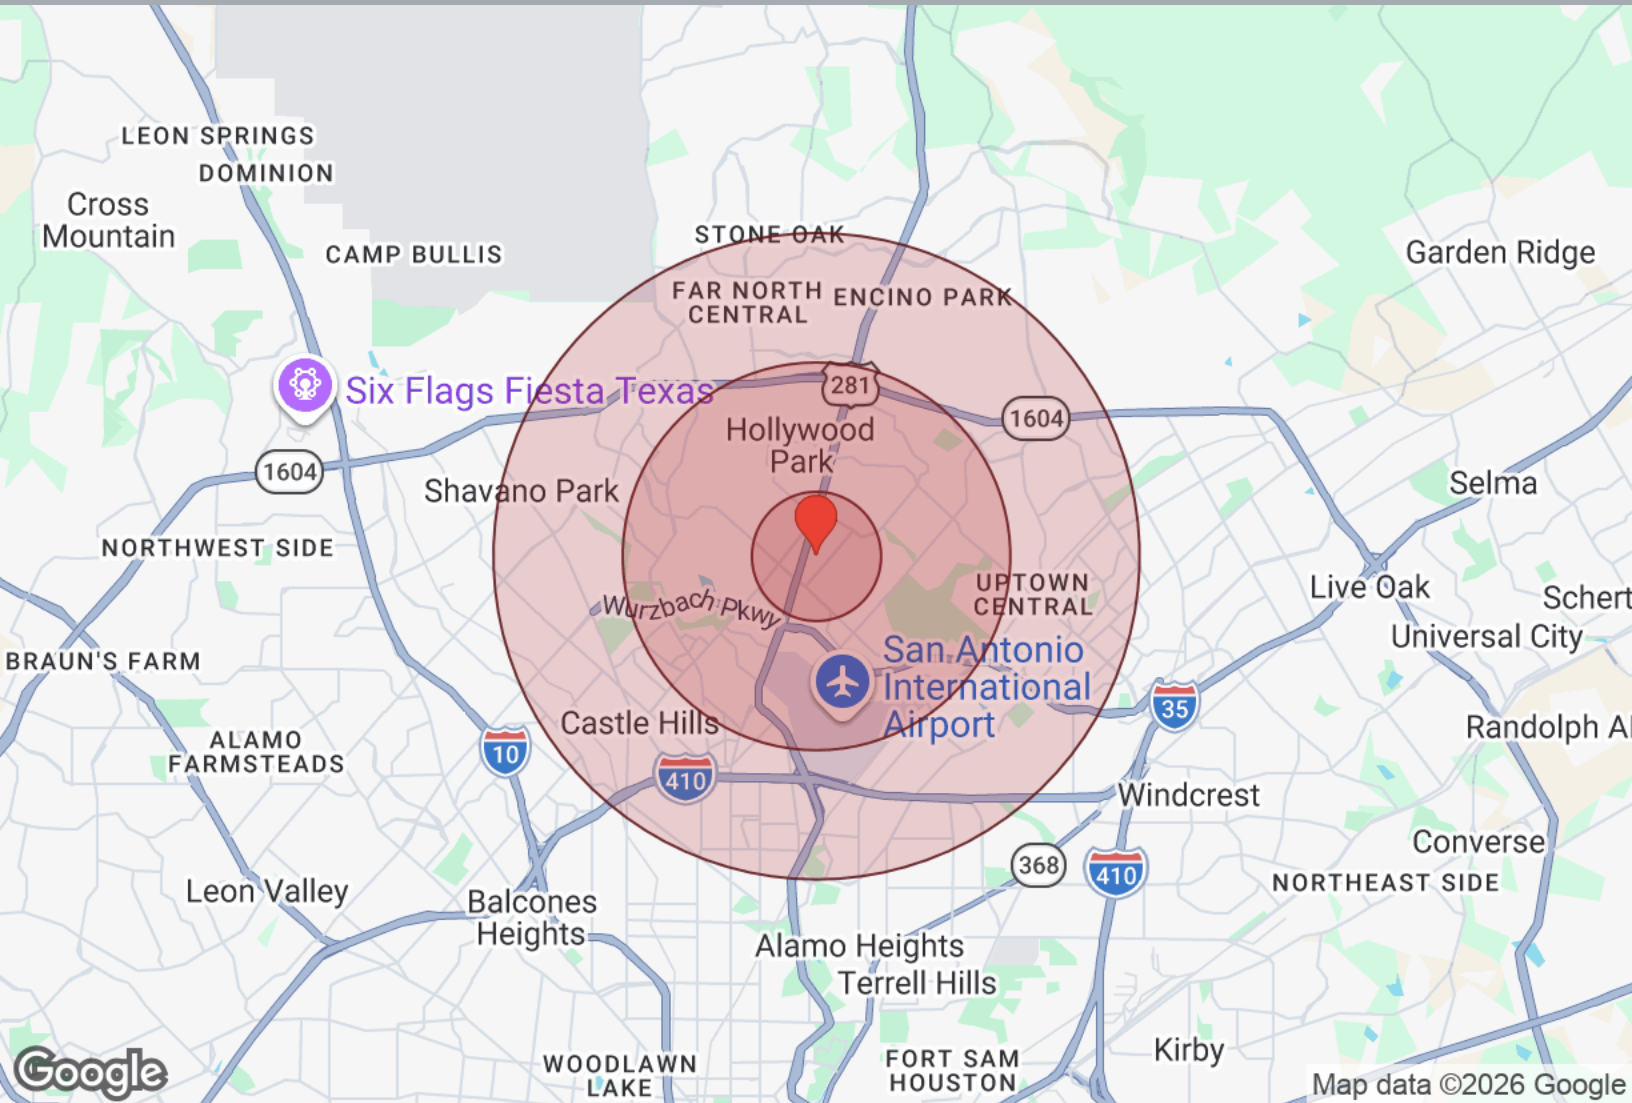 LEON SPRINGS
DOMINION
Cross
Mountain
CAMP BULLIS
STONE OAK
Garden Ridge
FAR NORTH
CENTRAL
ENCINO PARK
Six Flags Fiesta Texas
281
1604
Hollywood
Park
1604
Shavano Park
Selma
NORTHWEST SIDE
UPTOWN
CENTRAL
Live Oak
Schert
Wurzbach Pkwy
Universal City
BRAUN'S FARM
San Antonio
International
Airport
35
Castle Hills
Randolph A
ALAMO
FARMSTEADS
10
410
Windcrest
Converse
368
410
NORTHEAST SIDE
Leon Valley
Balcones
Heights
Alamo Heights
Terrell Hills
Kirby
WOODLAWN
LAKE
FORT SAM
HOUSTON
Google
Map data ©2026 Google